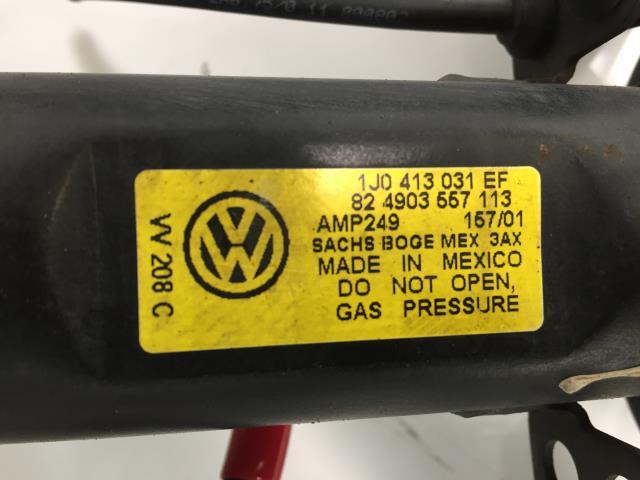 1J0 413 031 EF
82 4903 557 113
AMP249 157/01
SACHS BOGE MEX 3AX
MADE IN MEXICO
DO NOT OPEN,
GAS PRESSURE
VV 208 C